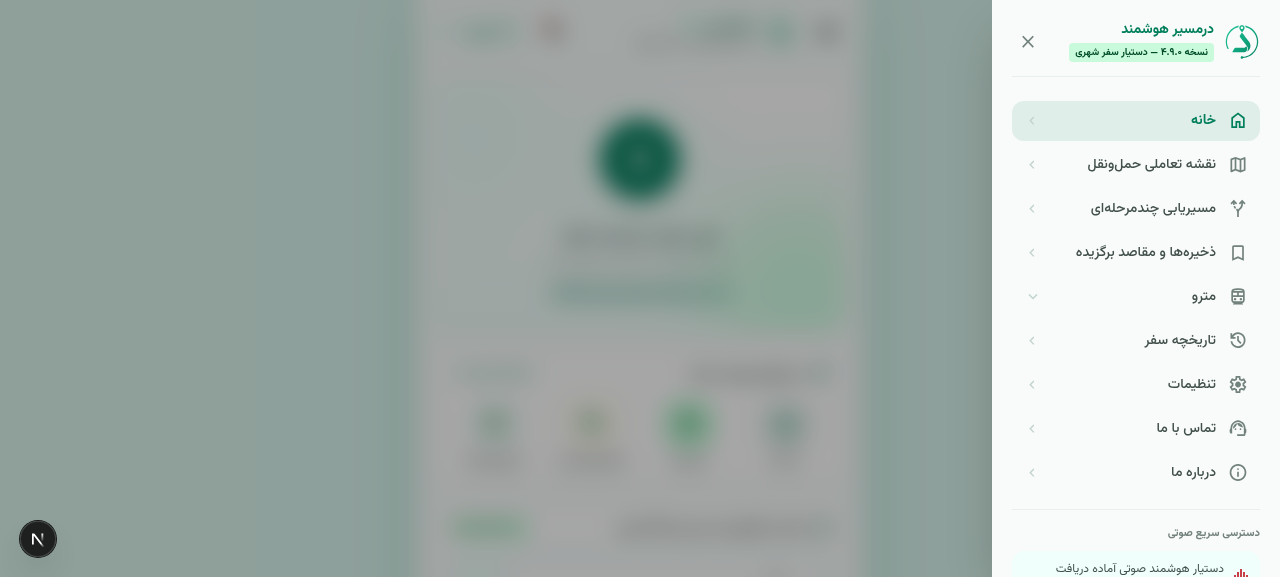 درمسیر هوشمند
نسخه ۴.۹.۰ – دستیار سفر شهری
خانه
نقشه تعاملی حمل‌ونقل
مسیریابی چندمرحله‌ای
ذخیره‌ها و مقاصد برگزیده
مترو
تاریخچه سفر
تنظیمات
تماس با ما
درباره ما
دسترسی سریع صوتی
دستیار هوشمند صوتی آماده دریافت
N